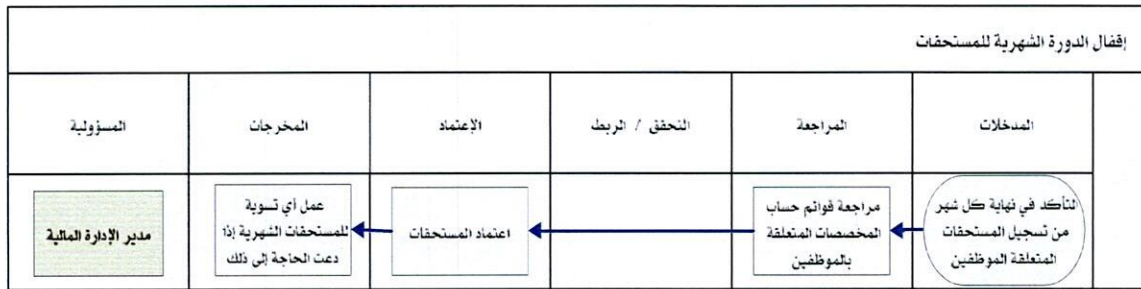 إقفال الدورة الشهرية للمستحقات
المدخلات
المراجعة
التحقق / الربط
الإعتماد
المخرجات
المسؤولية
لتأكد في نهاية كل شهر
من تسجيل المستحقات
المتعلقة الموظفين
مراجعة قوائم حساب
المخصصات المتعلقة
بالموظفين
اعتماد المستحقات
عمل أي تسوية
للمستحقات الشهرية إذا
دعت الحاجة إلى ذلك
مدير الإدارة المالية